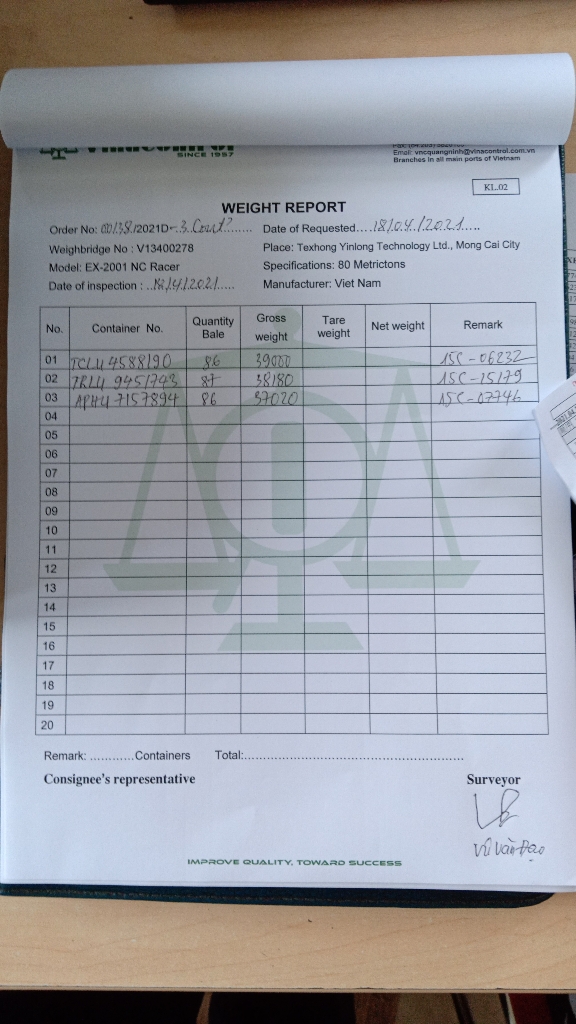 SINCE 1957
Email: vncquangninh@vinacontrol.com.vn
Branches in all main ports of Vietnam
KL.02
WEIGHT REPORT
Order No: 00138/2021D-3 Cont' Date of Requested....18/04/2021....
Weighbridge No : V13400278 Place: Texhong Yinlong Technology Ltd., Mong Cai City
Model: EX-2001 NC Racer Specifications: 80 Metrictons
Date of inspection : ..18/4/2021.... Manufacturer: Viet Nam
No. Container No. Quantity Bale Gross weight Tare weight Net weight Remark
01 TCLU 4588190 86 39000 15C-06232
02 TRLU 9451743 87 38180 15C-15179
03 APHU 7157894 86 37020 15C-07746
04
05
06
07
08
09
10
11
12
13
14
15
16
17
18
19
20
Remark: ............Containers Total:............................................................
Consignee's representative Surveyor
Vũ Văn Đạo
IMPROVE QUALITY, TOWARD SUCCESS